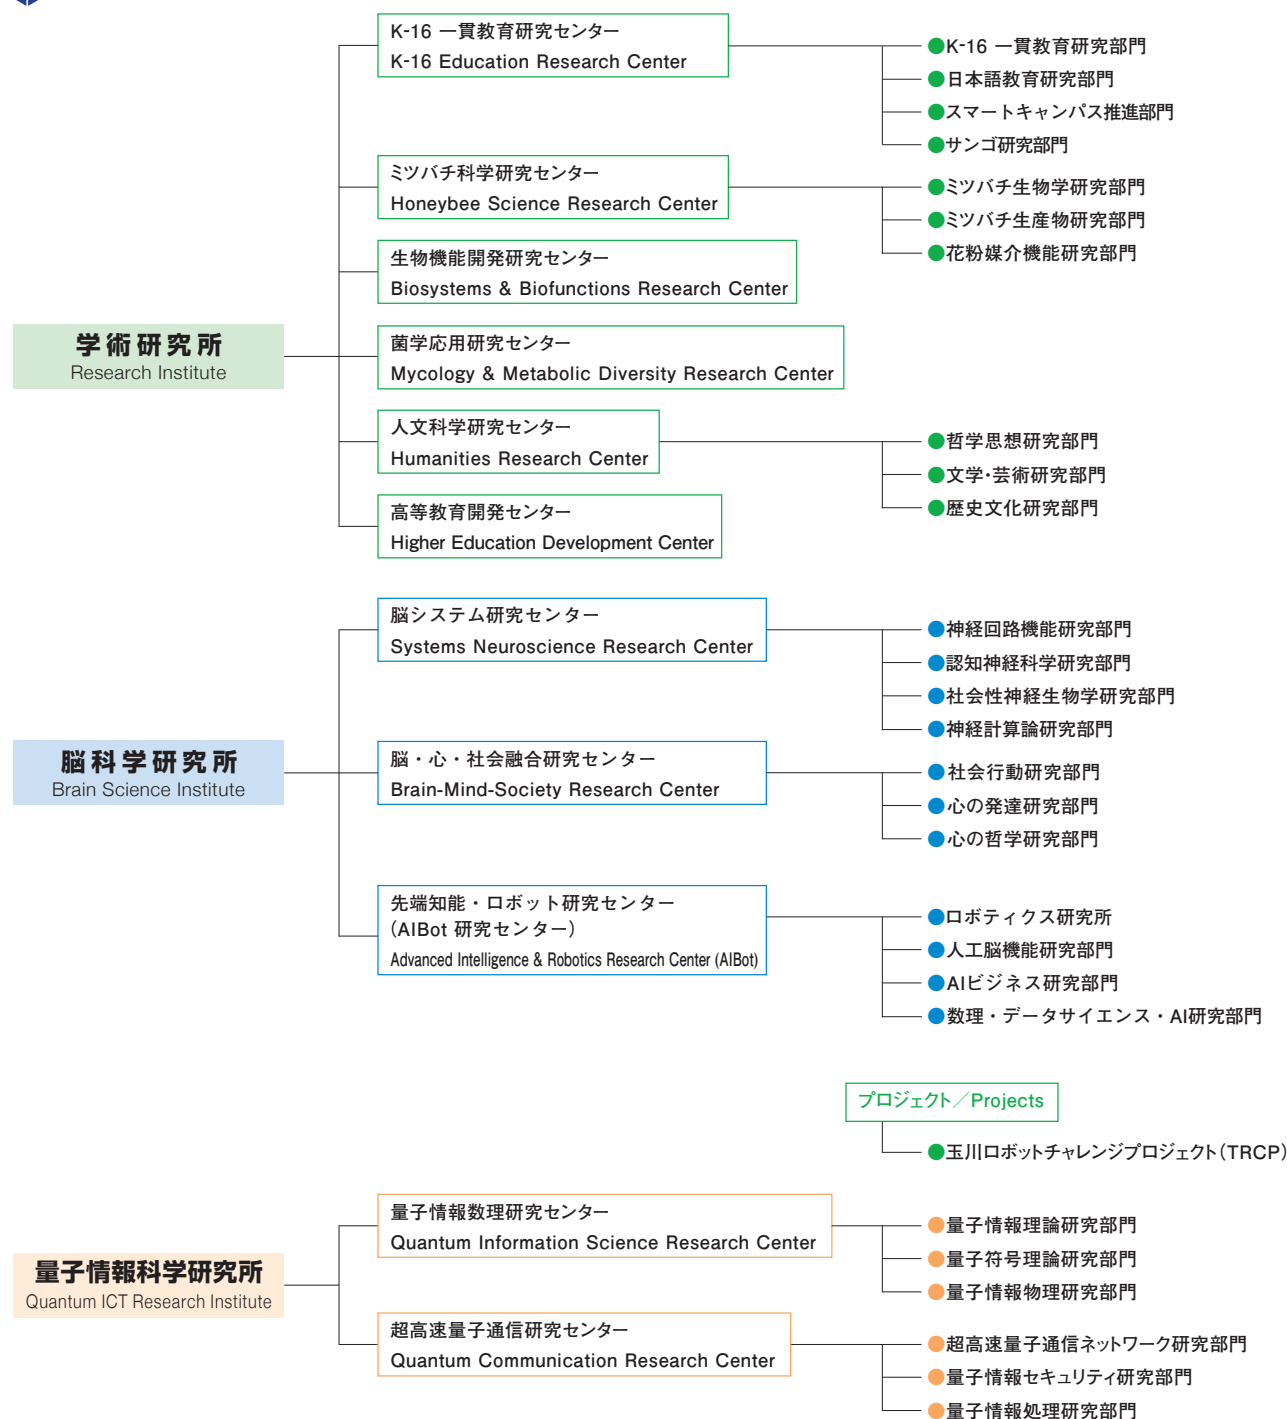 K-16 一貫教育研究センター
K-16 Education Research Center
●K-16 一貫教育研究部門
●日本語教育研究部門
●スマートキャンパス推進部門
●サンゴ研究部門
ミツバチ科学研究センター
Honeybee Science Research Center
●ミツバチ生物学研究部門
●ミツバチ生産物研究部門
●花粉媒介機能研究部門
生物機能開発研究センター
Biosystems & Biofunctions Research Center
学術研究所
Research Institute
菌学応用研究センター
Mycology & Metabolic Diversity Research Center
人文科学研究センター
Humanities Research Center
●哲学思想研究部門
●文学・芸術研究部門
●歴史文化研究部門
高等教育開発センター
Higher Education Development Center
脳システム研究センター
Systems Neuroscience Research Center
●神経回路機能研究部門
●認知神経科学研究部門
●社会性神経生物学研究部門
●神経計算論研究部門
脳科学研究所
Brain Science Institute
脳・心・社会融合研究センター
Brain-Mind-Society Research Center
●社会行動研究部門
●心の発達研究部門
●心の哲学研究部門
先端知能・ロボット研究センター
(AIBot 研究センター)
Advanced Intelligence & Robotics Research Center (AIBot)
●ロボティクス研究所
●人工脳機能研究部門
●AIビジネス研究部門
●数理・データサイエンス・AI研究部門
プロジェクト／Projects
●玉川ロボットチャレンジプロジェクト(TRCP)
量子情報科学研究所
Quantum ICT Research Institute
量子情報数理研究センター
Quantum Information Science Research Center
●量子情報理論研究部門
●量子符号理論研究部門
●量子情報物理研究部門
超高速量子通信研究センター
Quantum Communication Research Center
●超高速量子通信ネットワーク研究部門
●量子情報セキュリティ研究部門
●量子情報処理研究部門